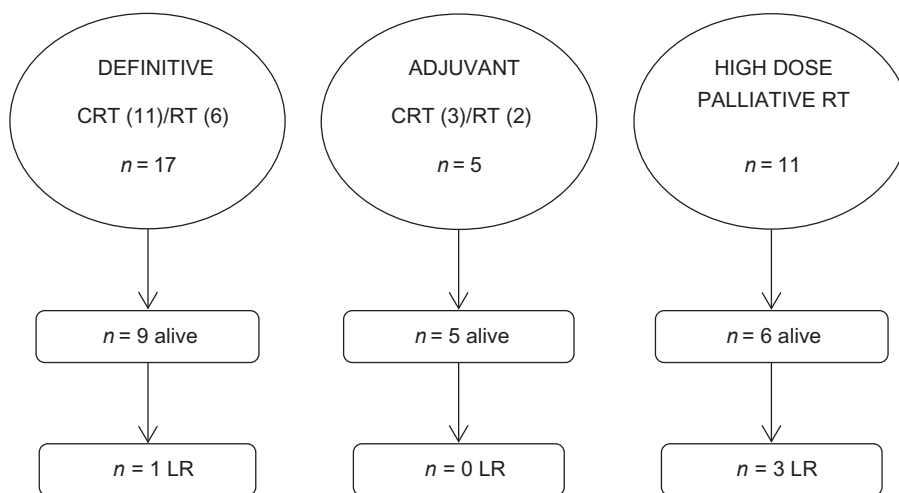 DEFINITIVE
CRT (11)/RT (6)
n = 17
ADJUVANT
CRT (3)/RT (2)
n = 5
HIGH DOSE
PALLIATIVE RT
n = 11
n = 9 alive
n = 5 alive
n = 6 alive
n = 1 LR
n = 0 LR
n = 3 LR